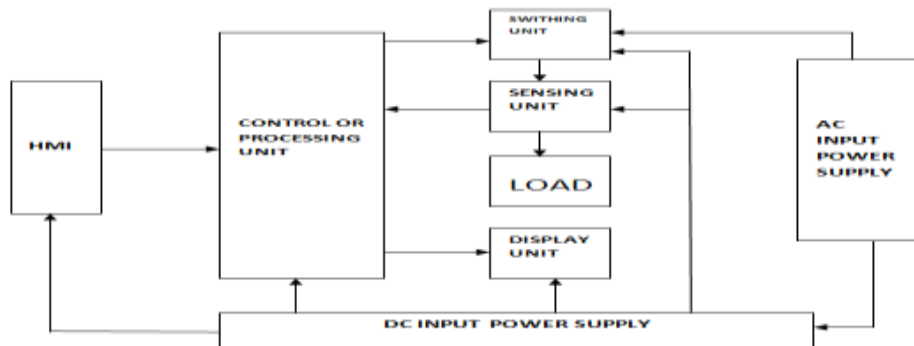 SWITHING
UNIT
SENSING
UNIT
HMI
CONTROL OR
PROCESSING
UNIT
AC
INPUT
POWER
SUPPLY
LOAD
DISPLAY
UNIT
DC INPUT POWER SUPPLY